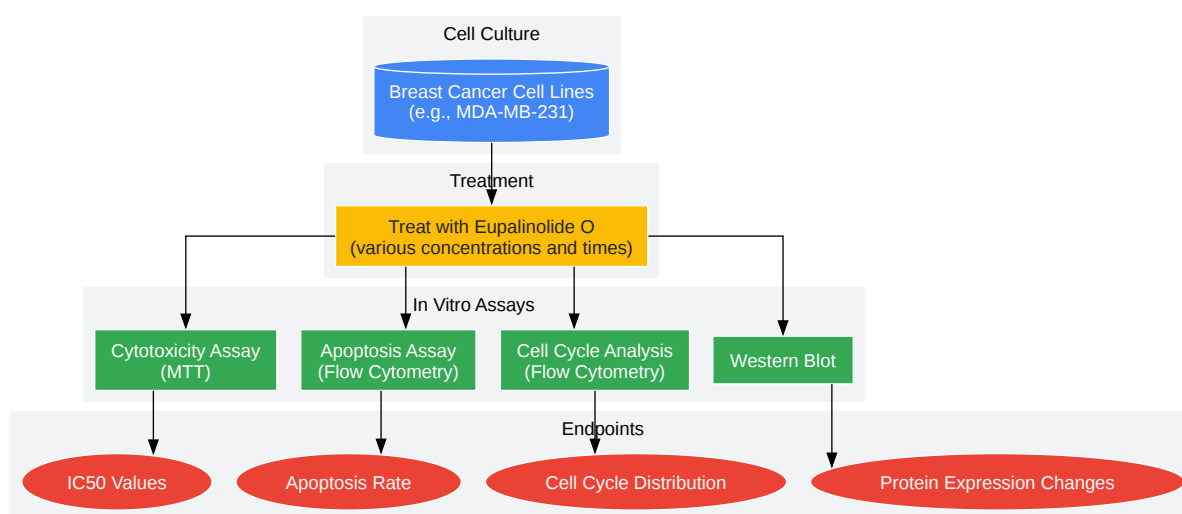 Cell Culture
Breast Cancer Cell Lines
(e.g., MDA-MB-231)
Treatment
Treat with Eupalinolide O
(various concentrations and times)
In Vitro Assays
Cytotoxicity Assay
(MTT)
Apoptosis Assay
(Flow Cytometry)
Cell Cycle Analysis
(Flow Cytometry)
Western Blot
Endpoints
IC50 Values
Apoptosis Rate
Cell Cycle Distribution
Protein Expression Changes